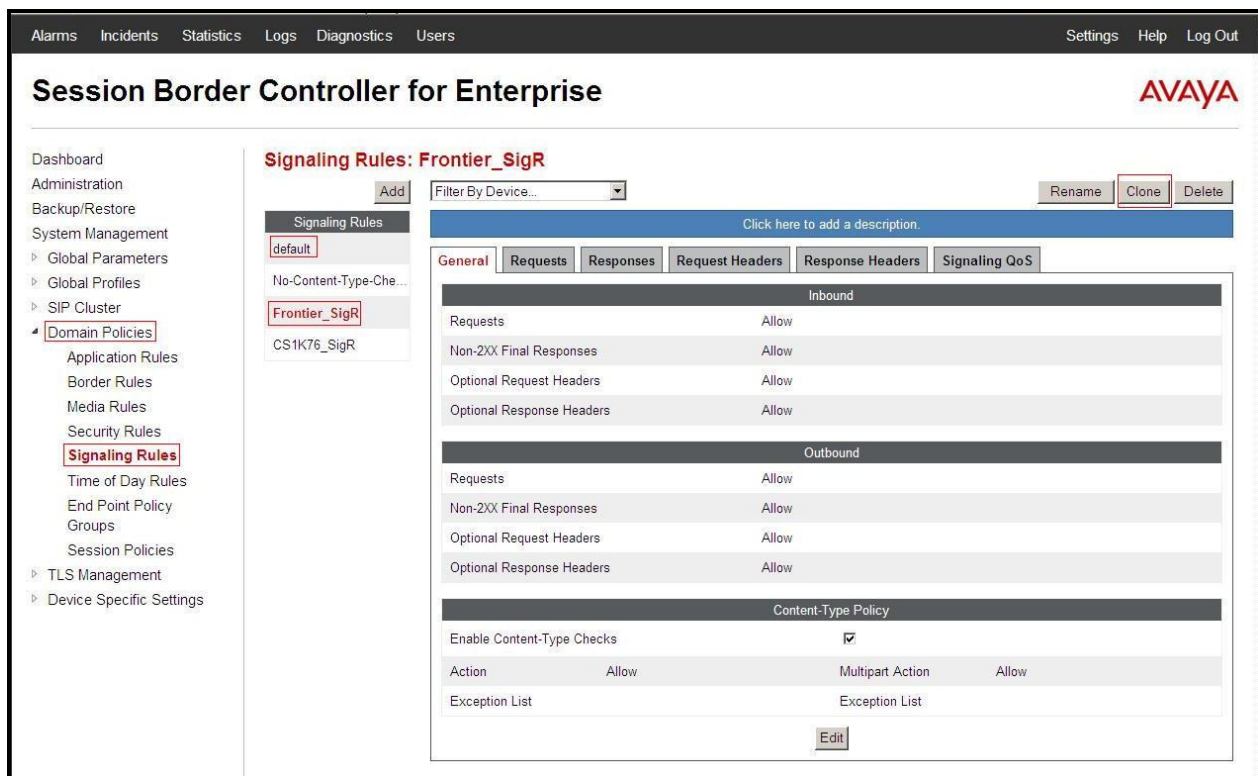 Alarms Incidents Statistics Logs Diagnostics Users Settings Help Log Out
Session Border Controller for Enterprise
AVAYA
Dashboard
Administration
Backup/Restore
System Management
Global Parameters
Global Profiles
SIP Cluster
Domain Policies
Application Rules
Border Rules
Media Rules
Security Rules
Signaling Rules
Time of Day Rules
End Point Policy
Groups
Session Policies
TLS Management
Device Specific Settings
Signaling Rules: Frontier_SigR
Add
Filter By Device...
Rename Clone Delete
Signaling Rules
default
No-Content-Type-Che...
Frontier_SigR
CS1K76_SigR
Click here to add a description.
General Requests Responses Request Headers Response Headers Signaling QoS
Inbound
Requests Allow
Non-2XX Final Responses Allow
Optional Request Headers Allow
Optional Response Headers Allow
Outbound
Requests Allow
Non-2XX Final Responses Allow
Optional Request Headers Allow
Optional Response Headers Allow
Content-Type Policy
Enable Content-Type Checks
Action Allow Multipart Action Allow
Exception List Exception List
Edit